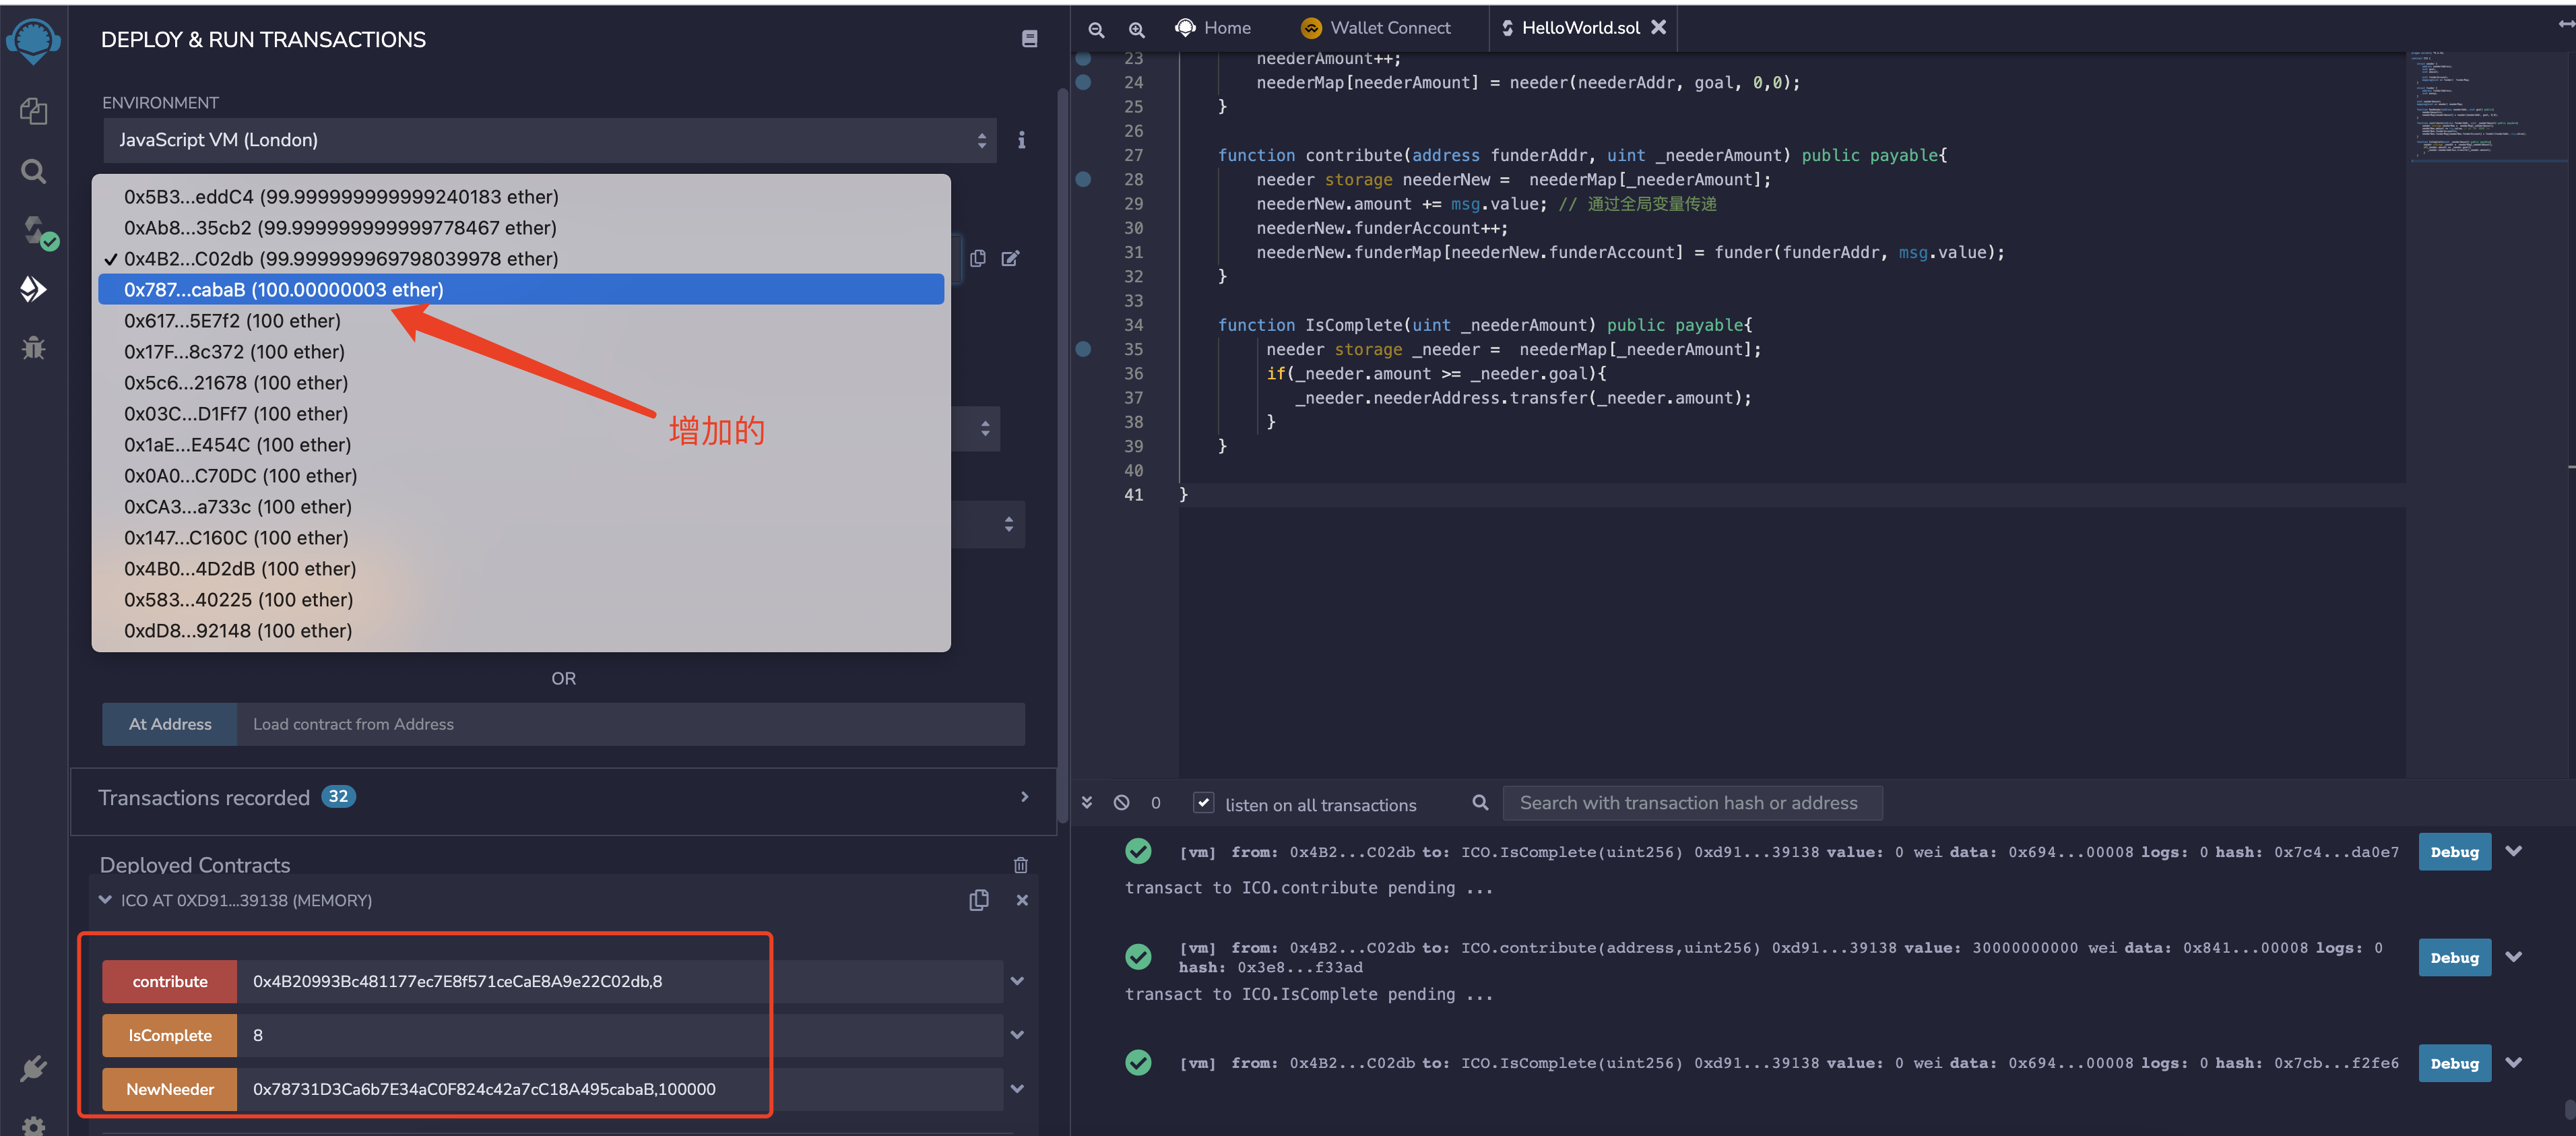 DEPLOY & RUN TRANSACTIONS
ENVIRONMENT
JavaScript VM (London)
0x5B3...eddC4 (99.999999999999240183 ether)
0xAb8...35cb2 (99.999999999999778467 ether)
0x4B2...C02db (99.999999969798039978 ether)
0x787...cabaB (100.00000003 ether)
0x617...5E7f2 (100 ether)
0x17F...8c372 (100 ether)
0x5c6...21678 (100 ether)
0x03C...D1Ff7 (100 ether)
0x1aE...E454C (100 ether)
0x0A0...C70DC (100 ether)
0xCA3...a733c (100 ether)
0x147...C160C (100 ether)
0x4B0...4D2dB (100 ether)
0x583...40225 (100 ether)
0xdD8...92148 (100 ether)
增加的
OR
At Address Load contract from Address
Transactions recorded 32
Deployed Contracts
ICO AT 0XD91...39138 (MEMORY)
contribute 0x4B20993Bc481177ec7E8f571ceCaE8A9e22C02db,8
IsComplete 8
NewNeeder 0x78731D3Ca6b7E34aC0F824c42a7cC18A495cabaB,100000
Home Wallet Connect HelloWorld.sol
23 neederAmount++;
24 neederMap[neederAmount] = needer(neederAddr, goal, 0,0);
25 }
26
27 function contribute(address funderAddr, uint _neederAmount) public payable{
28 needer storage neederNew =  neederMap[_neederAmount];
29 neederNew.amount += msg.value; // 通过全局变量传递
30 neederNew.funderAccount++;
31 neederNew.funderMap[neederNew.funderAccount] = funder(funderAddr, msg.value);
32 }
33
34 function IsComplete(uint _neederAmount) public payable{
35 needer storage _needer =  neederMap[_neederAmount];
36 if(_needer.amount >= _needer.goal){
37 _needer.neederAddress.transfer(_needer.amount);
38 }
39 }
40
41 }
0 listen on all transactions Search with transaction hash or address
[vm] from: 0x4B2...C02db to: ICO.IsComplete(uint256) 0xd91...39138 value: 0 wei data: 0x694...00008 logs: 0 hash: 0x7c4...da0e7 Debug
transact to ICO.contribute pending ...
[vm] from: 0x4B2...C02db to: ICO.contribute(address,uint256) 0xd91...39138 value: 30000000000 wei data: 0x841...00008 logs: 0
hash: 0x3e8...f33ad Debug
transact to ICO.IsComplete pending ...
[vm] from: 0x4B2...C02db to: ICO.IsComplete(uint256) 0xd91...39138 value: 0 wei data: 0x694...00008 logs: 0 hash: 0x7cb...f2fe6 Debug